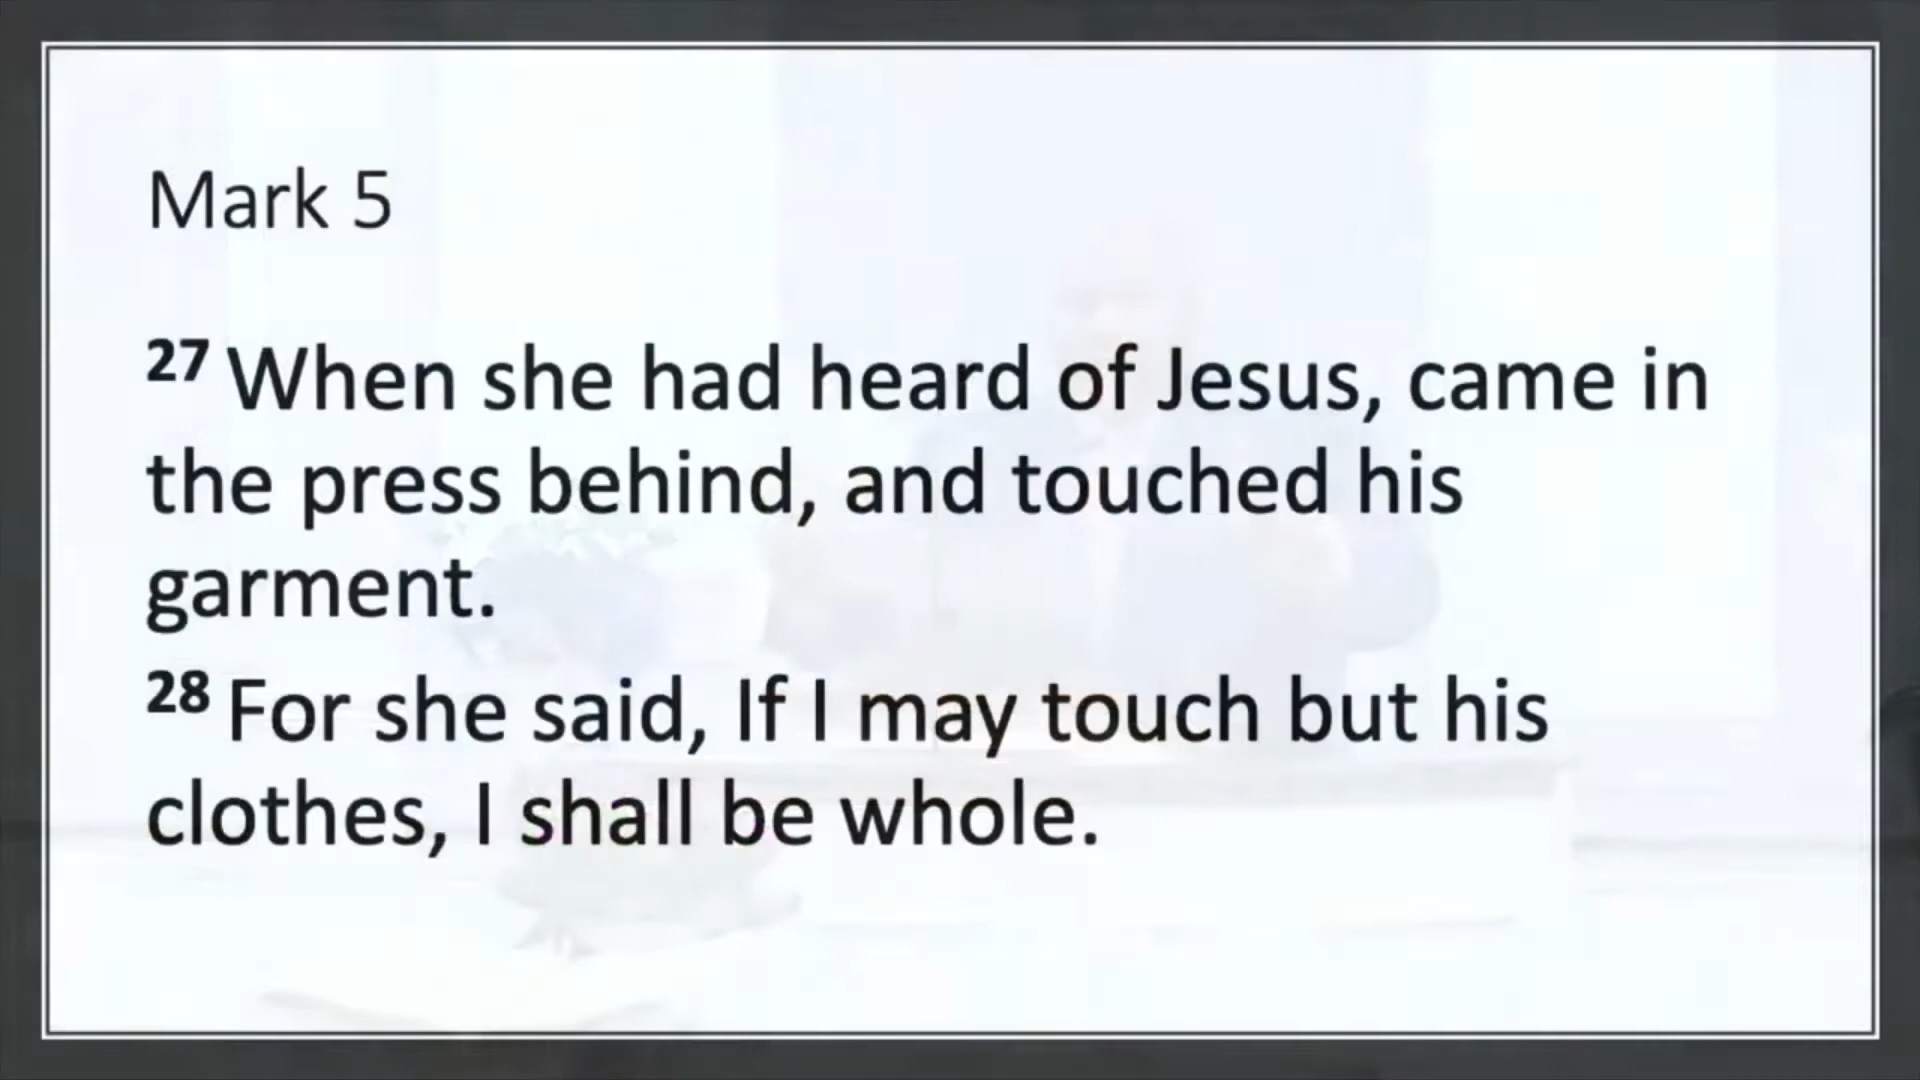 Mark 5
27 When she had heard of Jesus, came in
the press behind, and touched his
garment.
28 For she said, If I may touch but his
clothes, I shall be whole.